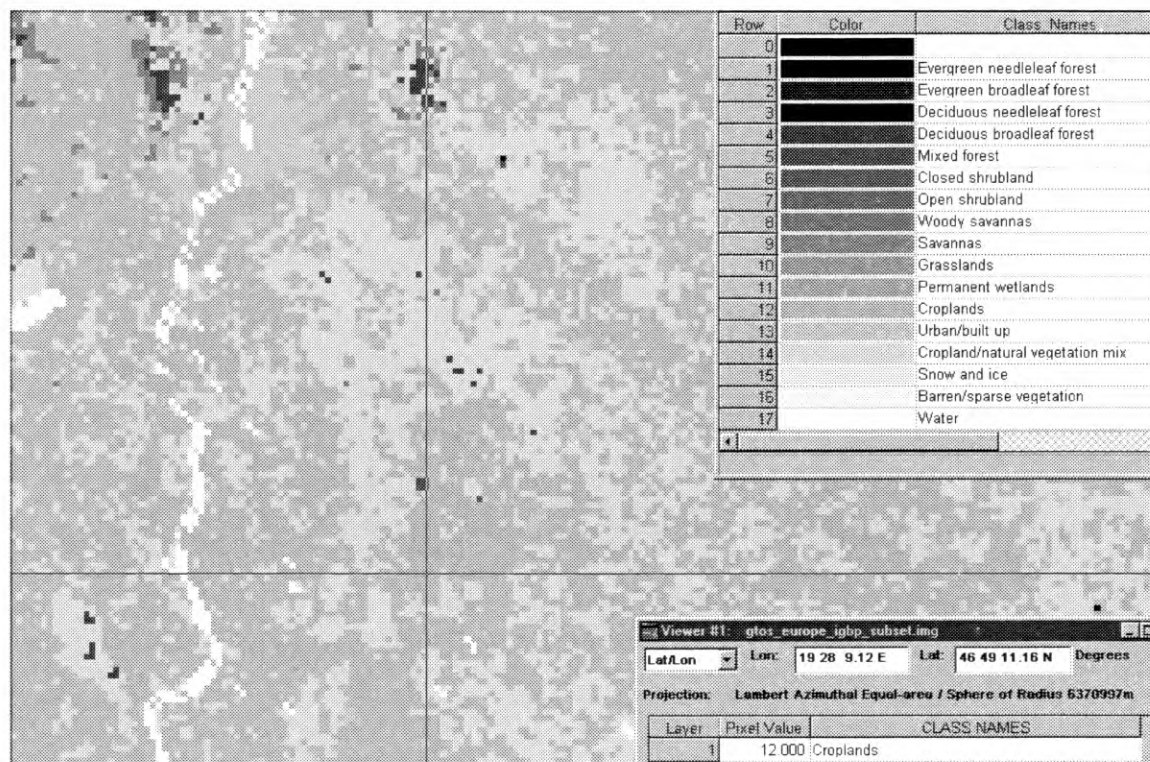 Row Color Class Names
0
1 Evergreen needleleaf forest
2 Evergreen broadleaf forest
3 Deciduous needleleaf forest
4 Deciduous broadleaf forest
5 Mixed forest
6 Closed shrubland
7 Open shrubland
8 Woody savannas
9 Savannas
10 Grasslands
11 Permanent wetlands
12 Croplands
13 Urban/built up
14 Cropland/natural vegetation mix
15 Snow and ice
16 Barren/sparse vegetation
17 Water
Viewer #1: gtos_europe_igbp_subset.img
Lat/Lon Lon: 19 28 9.12 E Lat: 46 49 11.16 N Degrees
Projection: Lambert Azimuthal Equal-area / Sphere of Radius 6370997m
Layer Pixel Value CLASS NAMES
1 12.000 Croplands